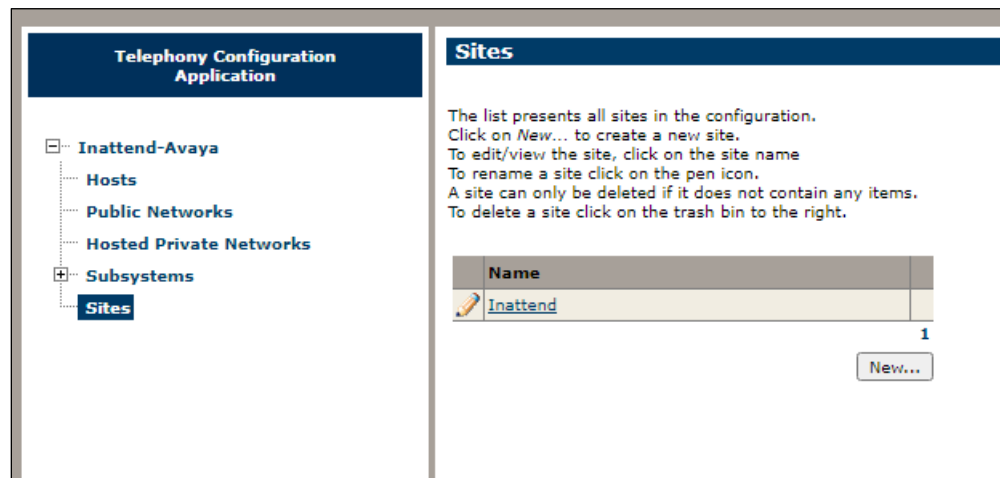 Telephony Configuration
Application
Inattend-Avaya
Hosts
Public Networks
Hosted Private Networks
Subsystems
Sites
Sites
The list presents all sites in the configuration.
Click on New... to create a new site.
To edit/view the site, click on the site name
To rename a site click on the pen icon.
A site can only be deleted if it does not contain any items.
To delete a site click on the trash bin to the right.
Name
Inattend
1
New...